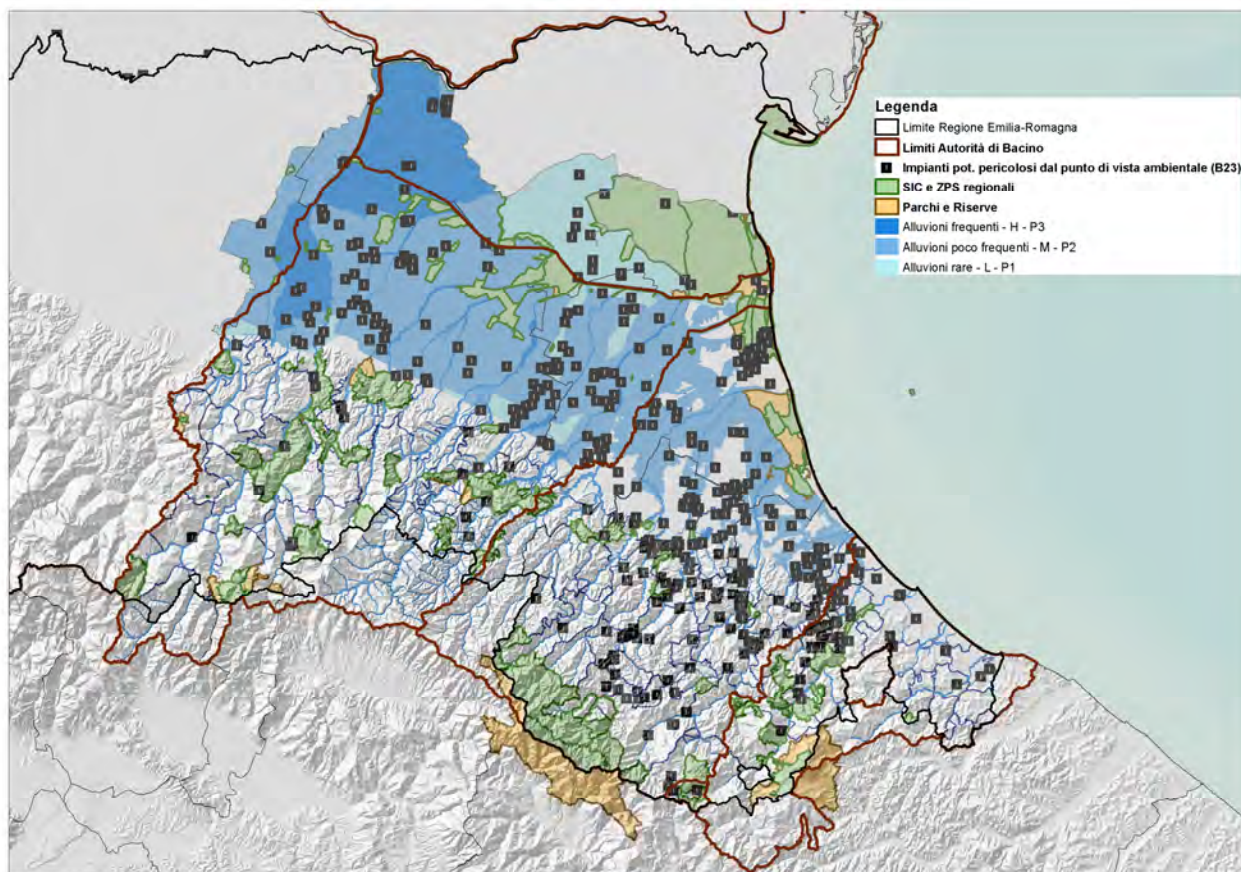 Legenda
Limite Regione Emilia-Romagna
Limiti Autorità di Bacino
Impianti pot. pericolosi dal punto di vista ambientale (B23)
SIC e ZPS regionali
Parchi e Riserve
Alluvioni frequenti - H - P3
Alluvioni poco frequenti - M - P2
Alluvioni rare - L - P1